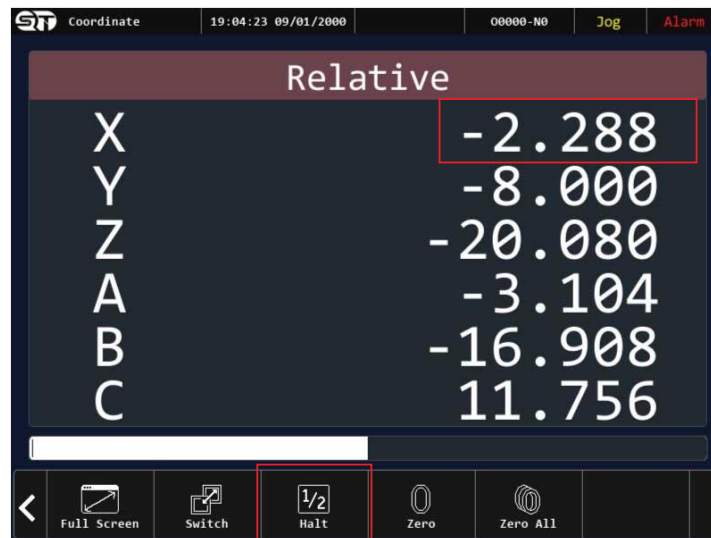 ST Coordinate 19:04:23 09/01/2000 O0000-N0 Jog Alarm
Relative
X -2.288
Y -8.000
Z -20.080
A -3.104
B -16.908
C 11.756
1/2
Full Screen Switch Halt Zero Zero All